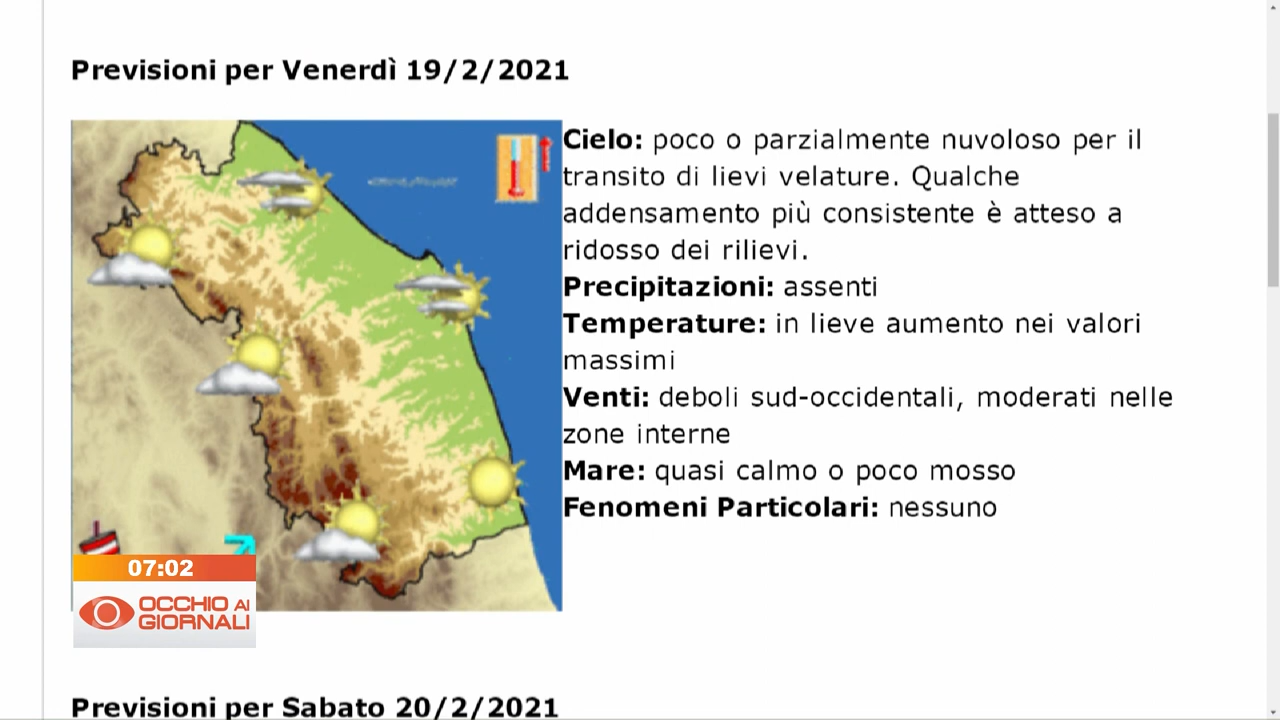 Previsioni per Venerdì 19/2/2021
Cielo: poco o parzialmente nuvoloso per il
transito di lievi velature. Qualche
addensamento più consistente è atteso a
ridosso dei rilievi.
Precipitazioni: assenti
Temperature: in lieve aumento nei valori
massimi
Venti: deboli sud-occidentali, moderati nelle
zone interne
Mare: quasi calmo o poco mosso
Fenomeni Particolari: nessuno
07:02
OCCHIO AI
GIORNALI
Previsioni per Sabato 20/2/2021